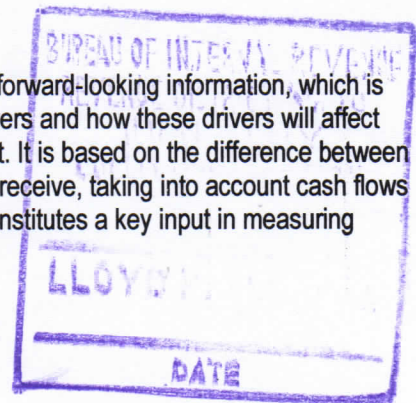 BUREAU OF INTERNAL REVENUE
forward-looking information, which is
ers and how these drivers will affect
t. It is based on the difference between
receive, taking into account cash flows
nstitutes a key input in measuring
LLOYD
DATE